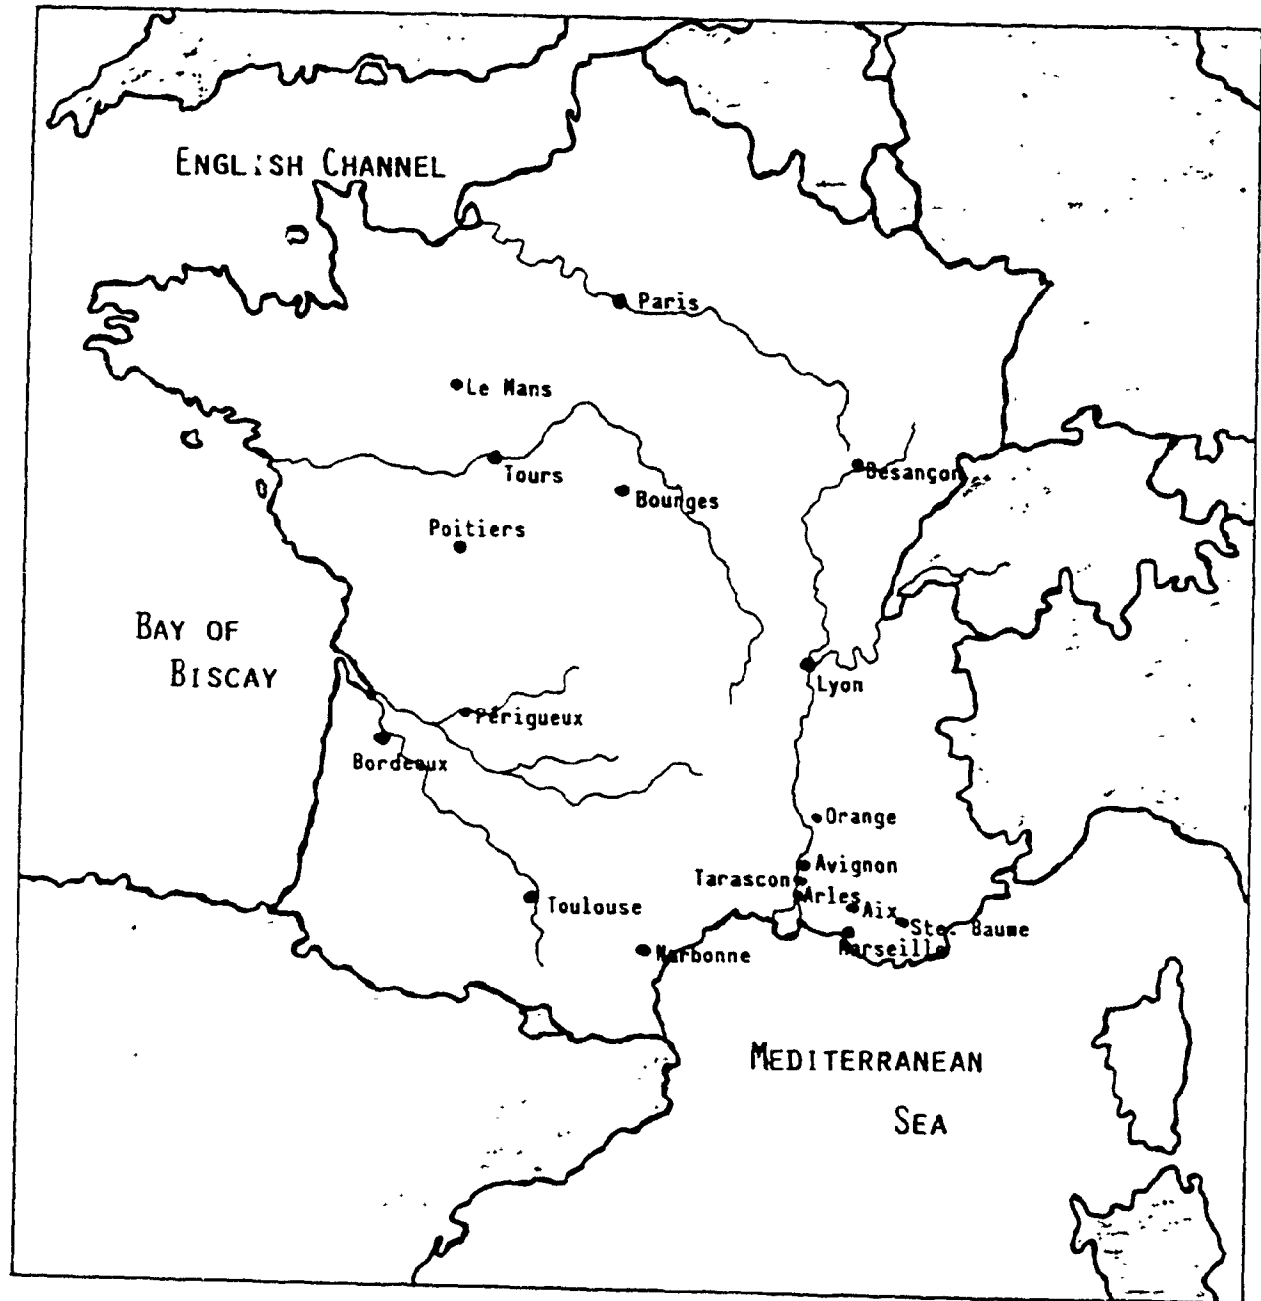 ENGLISH CHANNEL
Paris
Le Mans
Besançon
Tours
Bourges
Poitiers
BAY OF
BISCAY
Lyon
Périgueux
Bordeaux
Orange
Avignon
Tarascon
Arles
Aix
Toulouse
Ste. Baume
Marseille
Narbonne
MEDITERRANEAN
SEA